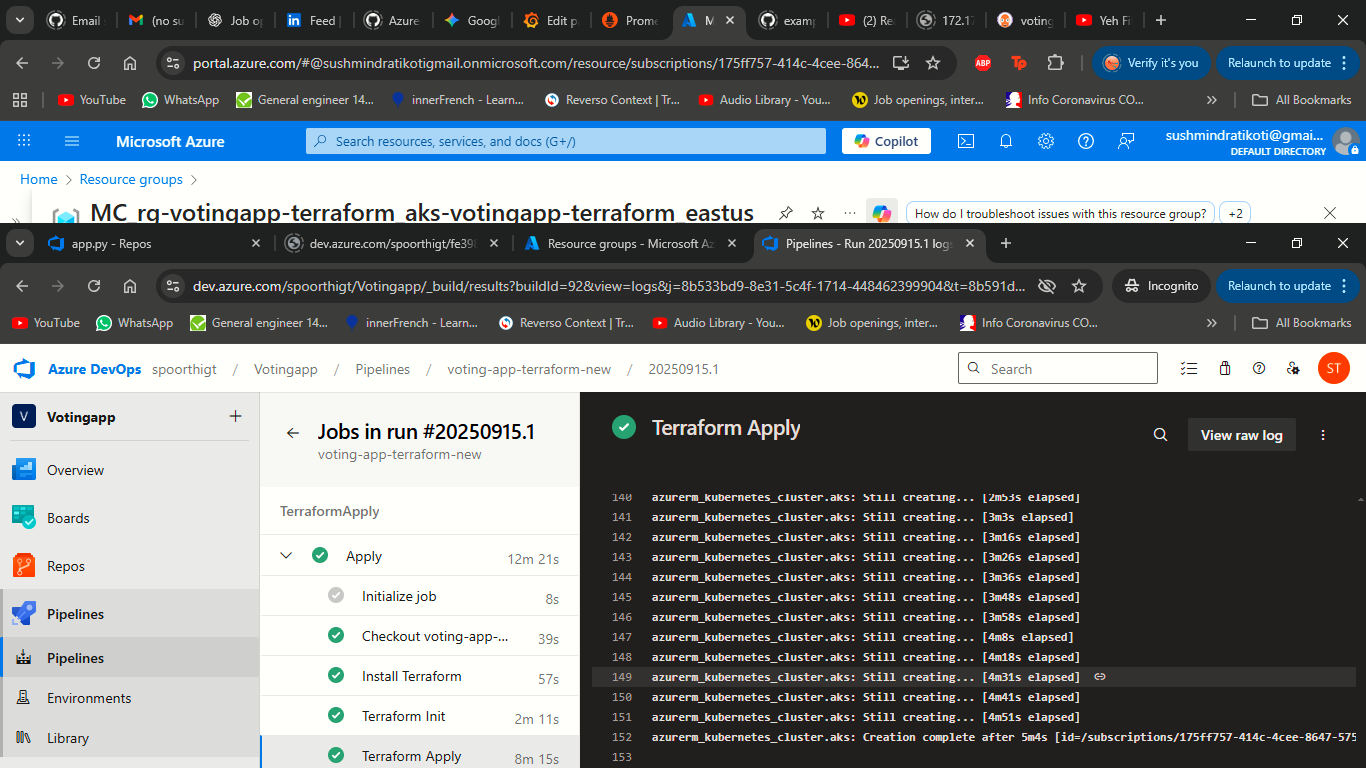 Email
(no su
Job op
Feed |
Azure
Googl
Edit pa
Prome
M
examp
(2) Rea
172.17
voting
Yeh Fi
portal.azure.com/#@sushmindratikotigmail.onmicrosoft.com/resource/subscriptions/175ff757-414c-4cee-864...
ABP
Tp
Verify it's you
Relaunch to update
YouTube
WhatsApp
General engineer 14...
innerFrench - Learn...
Reverso Context | Tr...
Audio Library - You...
Job openings, inter...
Info Coronavirus CO...
All Bookmarks
Microsoft Azure
Search resources, services, and docs (G+/)
Copilot
sushmindratikoti@gmai...
DEFAULT DIRECTORY
Home
Resource groups
MC_rg-votingapp-terraform_aks-votingapp-terraform_eastus
How do I troubleshoot issues with this resource group?
+2
app.py - Repos
dev.azure.com/spoorthigt/fe398
Resource groups - Microsoft Az
Pipelines - Run 20250915.1 logs
dev.azure.com/spoorthigt/Votingapp/_build/results?buildId=92&view=logs&j=8b533bd9-8e31-5c4f-1714-448462399904&t=8b591d...
Incognito
Relaunch to update
YouTube
WhatsApp
General engineer 14...
innerFrench - Learn...
Reverso Context | Tr...
Audio Library - You...
Job openings, inter...
Info Coronavirus CO...
All Bookmarks
Azure DevOps
spoorthigt / Votingapp / Pipelines / voting-app-terraform-new / 20250915.1
Search
ST
V
Votingapp
Overview
Boards
Repos
Pipelines
Pipelines
Environments
Library
Jobs in run #20250915.1
voting-app-terraform-new
TerraformApply
Apply 12m 21s
Initialize job 8s
Checkout voting-app-... 39s
Install Terraform 57s
Terraform Init 2m 11s
Terraform Apply 8m 15s
Terraform Apply
View raw log
140 azurerm_kubernetes_cluster.aks: Still creating... [2m53s elapsed]
141 azurerm_kubernetes_cluster.aks: Still creating... [3m3s elapsed]
142 azurerm_kubernetes_cluster.aks: Still creating... [3m16s elapsed]
143 azurerm_kubernetes_cluster.aks: Still creating... [3m26s elapsed]
144 azurerm_kubernetes_cluster.aks: Still creating... [3m36s elapsed]
145 azurerm_kubernetes_cluster.aks: Still creating... [3m48s elapsed]
146 azurerm_kubernetes_cluster.aks: Still creating... [3m58s elapsed]
147 azurerm_kubernetes_cluster.aks: Still creating... [4m8s elapsed]
148 azurerm_kubernetes_cluster.aks: Still creating... [4m18s elapsed]
149 azurerm_kubernetes_cluster.aks: Still creating... [4m31s elapsed]
150 azurerm_kubernetes_cluster.aks: Still creating... [4m41s elapsed]
151 azurerm_kubernetes_cluster.aks: Still creating... [4m51s elapsed]
152 azurerm_kubernetes_cluster.aks: Creation complete after 5m4s [id=/subscriptions/175ff757-414c-4cee-8647-575
153